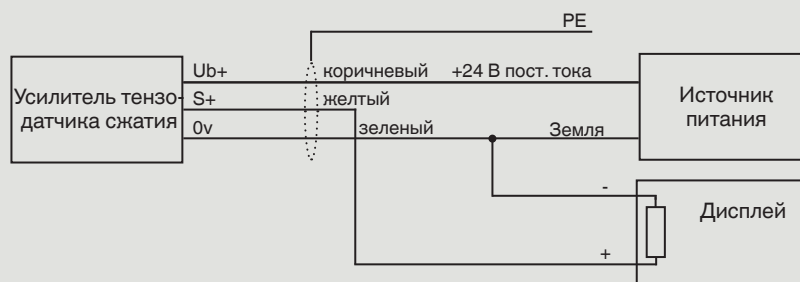 PE
Ub+ коричневый +24 В пост. тока
Усилитель тензо-
датчика сжатия
S+ желтый
0v зеленый Земля
Источник
питания
-
Дисплей
+